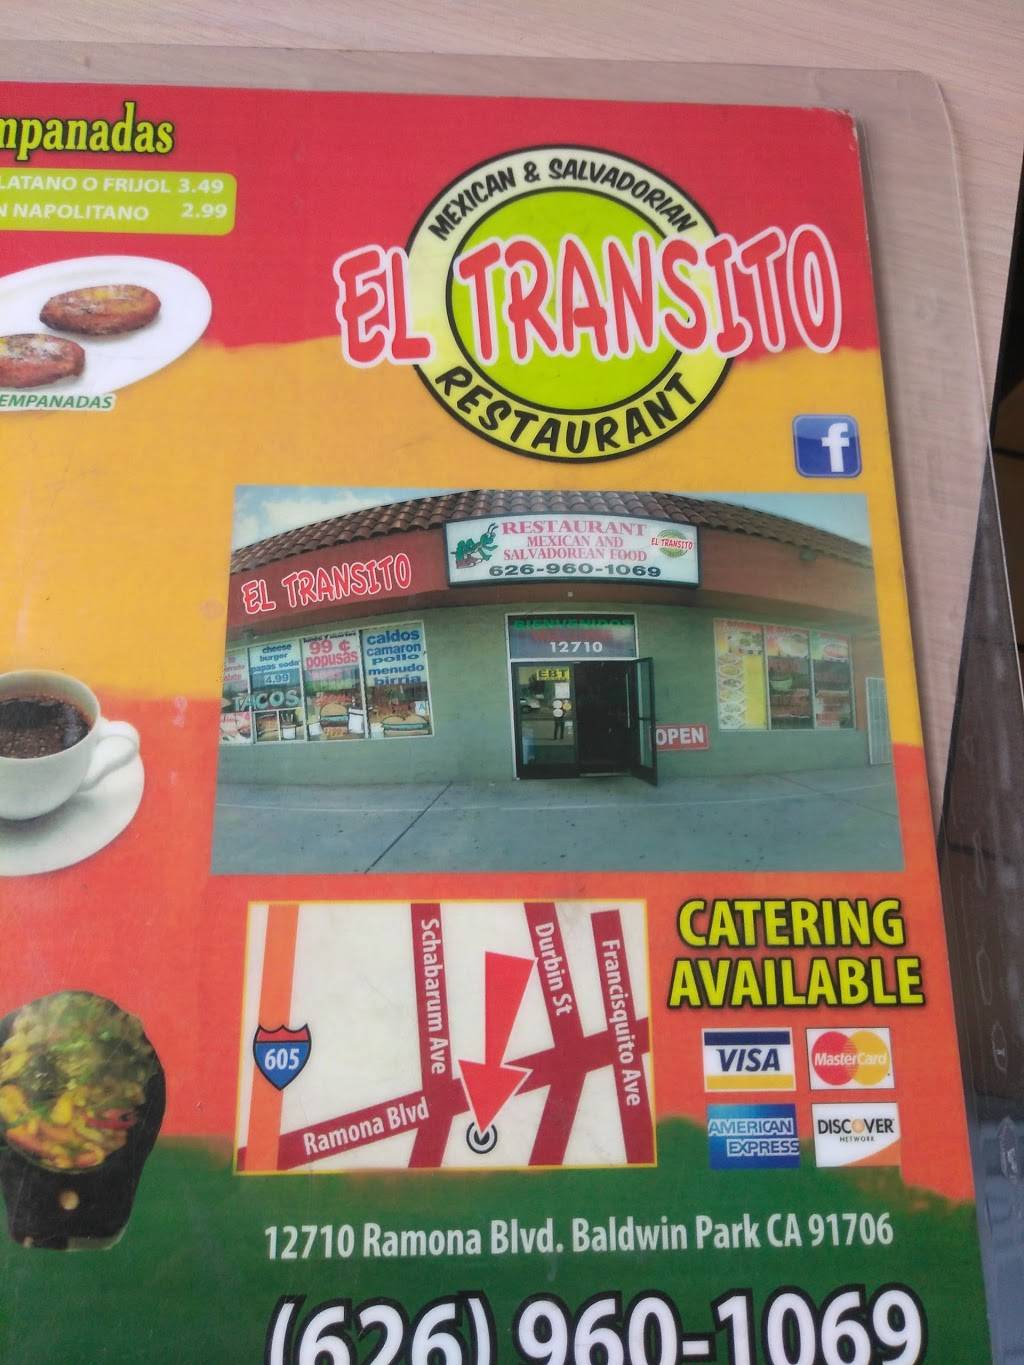 mpanadas
LATANO O FRIJOL 3.49
N NAPOLITANO 2.99
EMPANADAS
MEXICAN & SALVADORIAN
EL TRANSITO
RESTAURANT
f
RESTAURANT
MEXICAN AND
SALVADOREAN FOOD
626-960-1069
EL TRANSITO
EL TRANSITO
BIENVENIDOS
12710
EBT
OPEN
TACOS
cheese
burger
papas soda
4.99
99 ¢
popusas
caldos
camaron
pollo
menudo
birria
605
Schabarum Ave
Durbin St
Francisquito Ave
Ramona Blvd
CATERING
AVAILABLE
VISA
MasterCard
AMERICAN
EXPRESS
DISCOVER
NETWORK
12710 Ramona Blvd. Baldwin Park CA 91706
(626) 960-1069